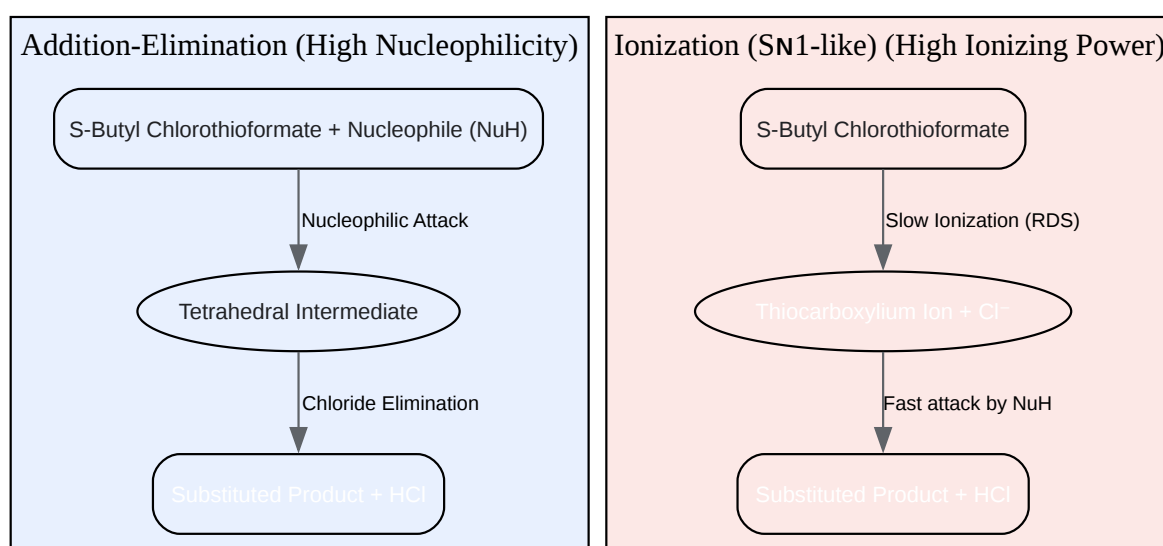 Addition-Elimination (High Nucleophilicity)
S-Butyl Chlorothioformate + Nucleophile (NuH)
Nucleophilic Attack
Tetrahedral Intermediate
Chloride Elimination
Substituted Product + HCl
Ionization (Sɴ1-like) (High Ionizing Power)
S-Butyl Chlorothioformate
Slow Ionization (RDS)
Thiocarboxylium Ion + Cl⁻
Fast attack by NuH
Substituted Product + HCl